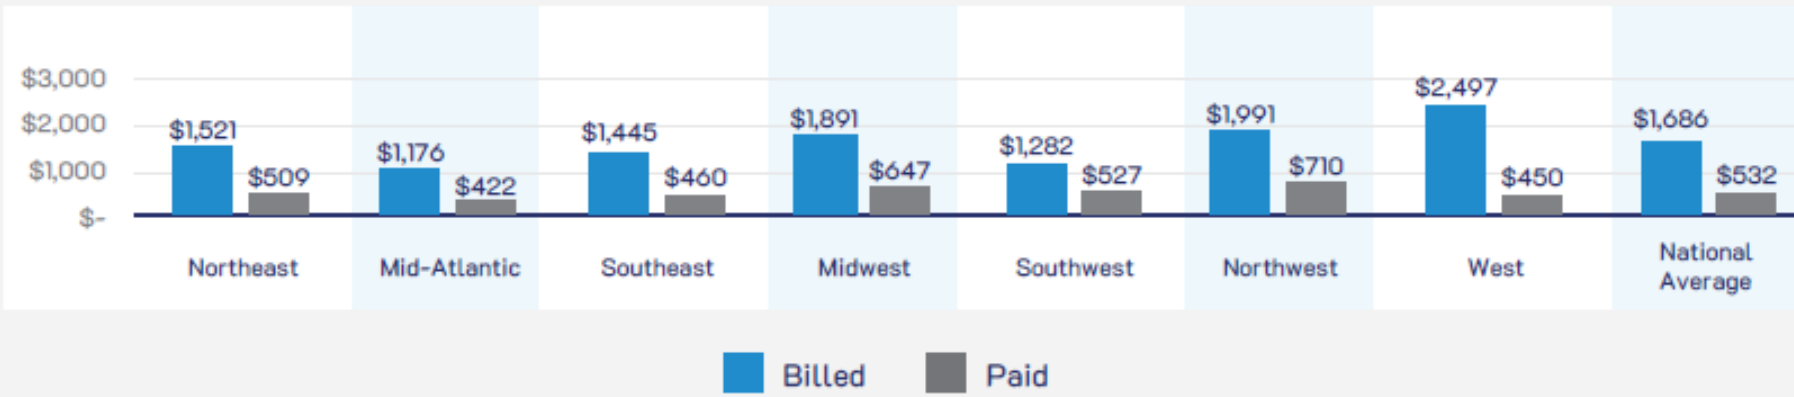 $3,000
$2,000
$1,000
$-
$1,521
$509
$1,176
$422
$1,445
$460
$1,891
$647
$1,282
$527
$1,991
$710
$2,497
$450
$1,686
$532
Northeast
Mid-Atlantic
Southeast
Midwest
Southwest
Northwest
West
National
Average
Billed
Paid